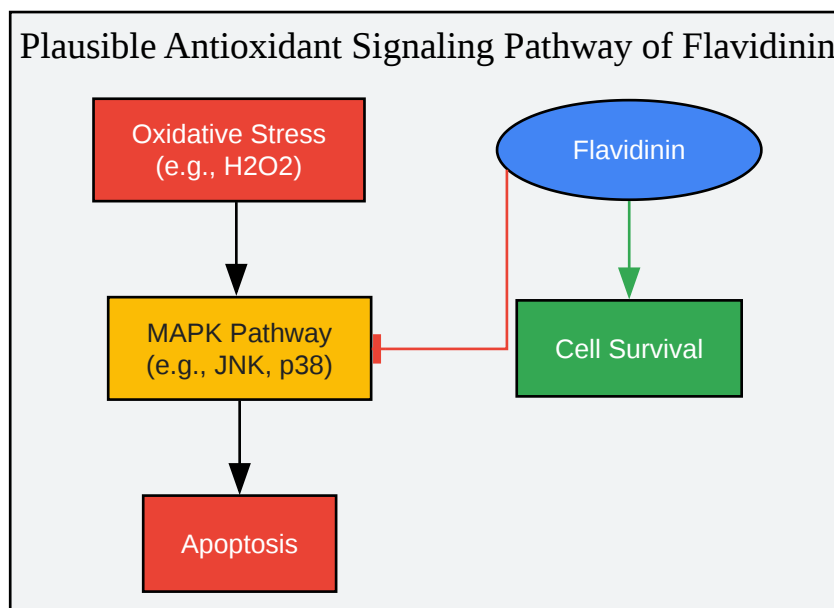 Plausible Antioxidant Signaling Pathway of Flavidinin
Oxidative Stress
(e.g., H2O2)
Flavidinin
MAPK Pathway
(e.g., JNK, p38)
Cell Survival
Apoptosis